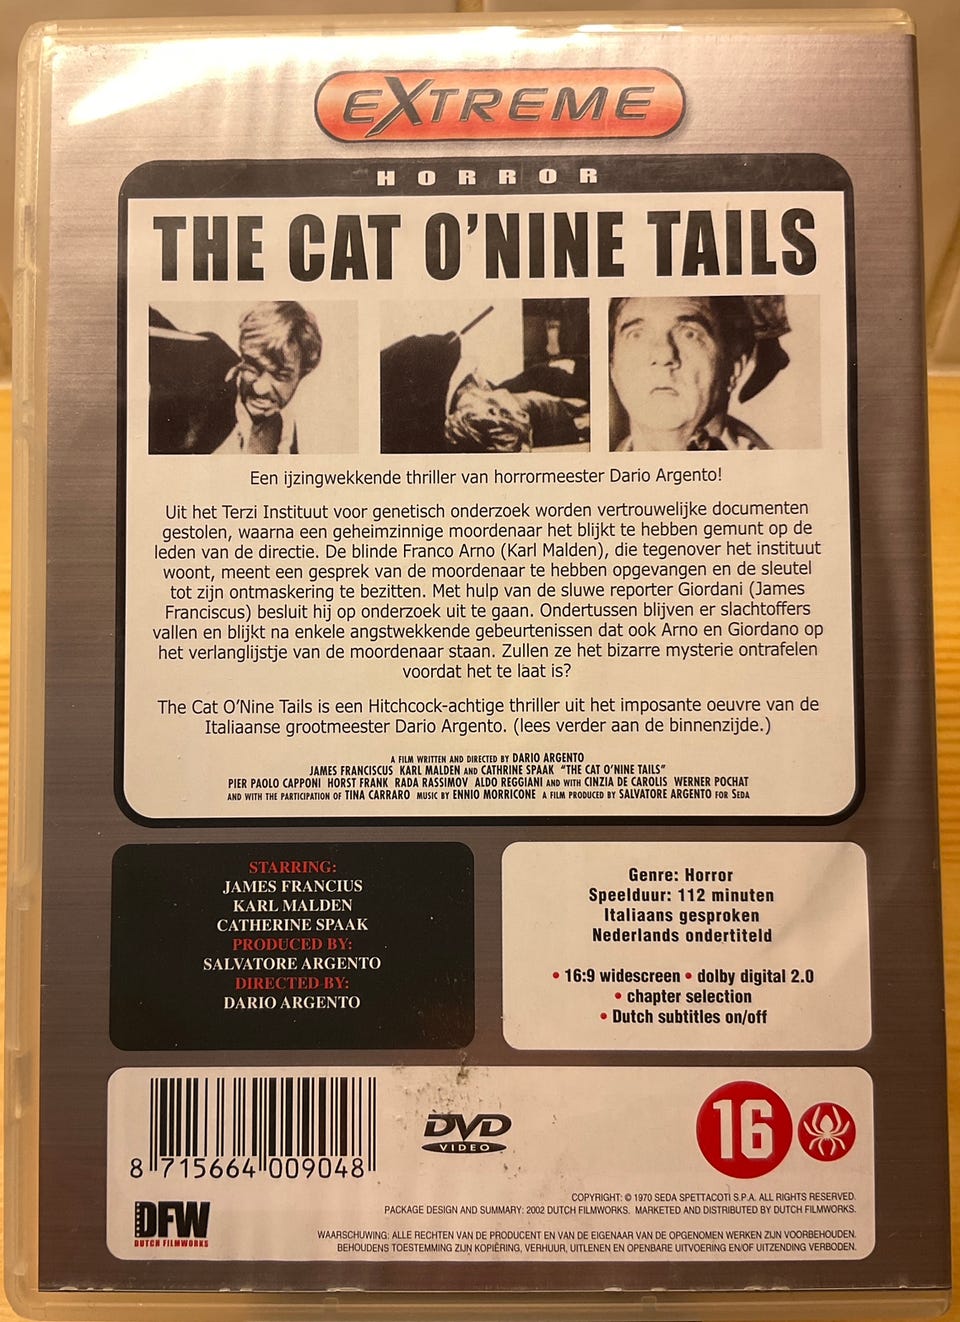 EXTREME
HORROR
THE CAT O'NINE TAILS
Een ijzingwekkende thriller van horrormeester Dario Argento!
Uit het Terzi Instituut voor genetisch onderzoek worden vertrouwelijke documenten
gestolen, waarna een geheimzinnige moordenaar het blijkt te hebben gemunt op de
leden van de directie. De blinde Franco Arno (Karl Malden), die tegenover het instituut
woont, meent een gesprek van de moordenaar te hebben opgevangen en de sleutel
tot zijn ontmaskering te bezitten. Met hulp van de sluwe reporter Giordani (James
Franciscus) besluit hij op onderzoek uit te gaan. Ondertussen blijven er slachtoffers
vallen en blijkt na enkele angstwekkende gebeurtenissen dat ook Arno en Giordano op
het verlanglijstje van de moordenaar staan. Zullen ze het bizarre mysterie ontrafelen
voordat het te laat is?
The Cat O'Nine Tails is een Hitchcock-achtige thriller uit het imposante oeuvre van de
Italiaanse grootmeester Dario Argento. (lees verder aan de binnenzijde.)
A FILM WRITTEN AND DIRECTED BY DARIO ARGENTO
JAMES FRANCISCUS KARL MALDEN AND CATHRINE SPAAK "THE CAT O'NINE TAILS"
PIER PAOLO CAPPONI HORST FRANK RADA RASSIMOV ALDO REGGIANI AND WITH CINZIA DE CAROLIS WERNER POCHAT
AND WITH THE PARTICIPATION OF TINA CARRARO MUSIC BY ENNIO MORRICONE A FILM PRODUCED BY SALVATORE ARGENTO FOR SEDA
STARRING:
JAMES FRANCIUS
KARL MALDEN
CATHERINE SPAAK
PRODUCED BY:
SALVATORE ARGENTO
DIRECTED BY:
DARIO ARGENTO
Genre: Horror
Speelduur: 112 minuten
Italiaans gesproken
Nederlands ondertiteld
• 16:9 widescreen • dolby digital 2.0
• chapter selection
• Dutch subtitles on/off
8 715664 009048
DVD
VIDEO
16
DFW
DUTCH FILMWORKS
COPYRIGHT: © 1970 SEDA SPETTACOTI S.P.A. ALL RIGHTS RESERVED.
PACKAGE DESIGN AND SUMMARY: 2002 DUTCH FILMWORKS. MARKETED AND DISTRIBUTED BY DUTCH FILMWORKS.
WAARSCHUWING: ALLE RECHTEN VAN DE PRODUCENT EN VAN DE EIGENAAR VAN DE OPGENOMEN WERKEN ZIJN VOORBEHOUDEN.
BEHOUDENS TOESTEMMING ZIJN KOPIËRING, VERHUUR, UITLENEN EN OPENBARE UITVOERING EN/OF UITZENDING VERBODEN.